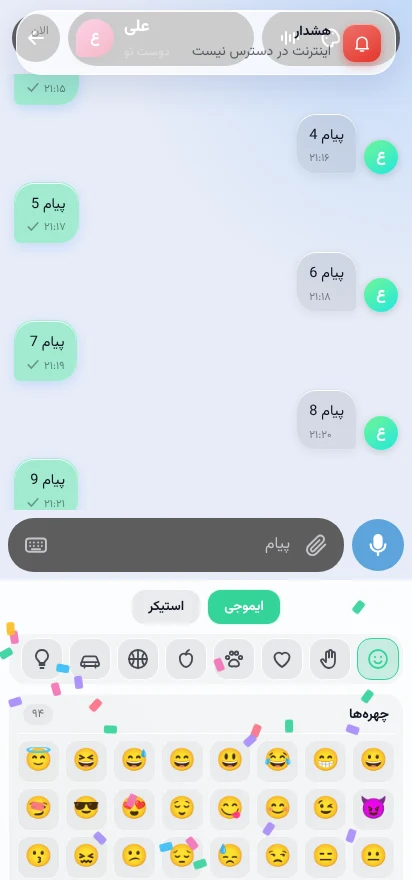 هشدار
الان
اینترنت در دسترس نیست
علی
دوست تو
ع
۲۱:۱۵
پیام 4
۲۱:۱۶
ع
پیام 5
۲۱:۱۷
پیام 6
۲۱:۱۸
ع
پیام 7
۲۱:۱۹
پیام 8
۲۱:۲۰
ع
پیام 9
۲۱:۲۱
پیام
ایموجی
استیکر
چهره‌ها
۹۴